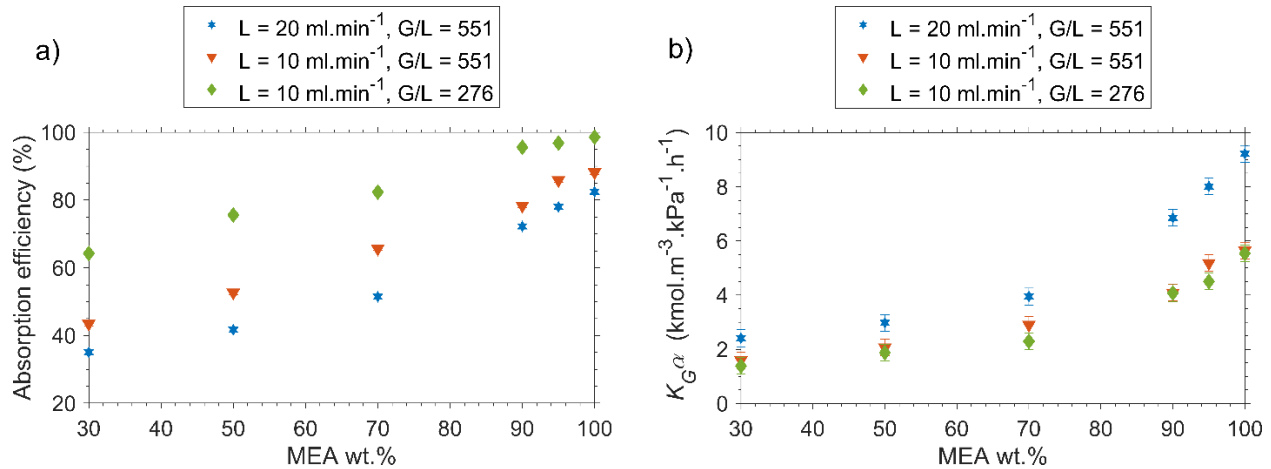 a)
L = 20 ml.min⁻¹, G/L = 551
L = 10 ml.min⁻¹, G/L = 551
L = 10 ml.min⁻¹, G/L = 276
Absorption efficiency (%)
100
80
60
40
20
30 40 50 60 70 80 90 100
MEA wt.%
b)
L = 20 ml.min⁻¹, G/L = 551
L = 10 ml.min⁻¹, G/L = 551
L = 10 ml.min⁻¹, G/L = 276
K_G α (kmol.m⁻³.kPa⁻¹.h⁻¹)
10
8
6
4
2
0
30 40 50 60 70 80 90 100
MEA wt.%